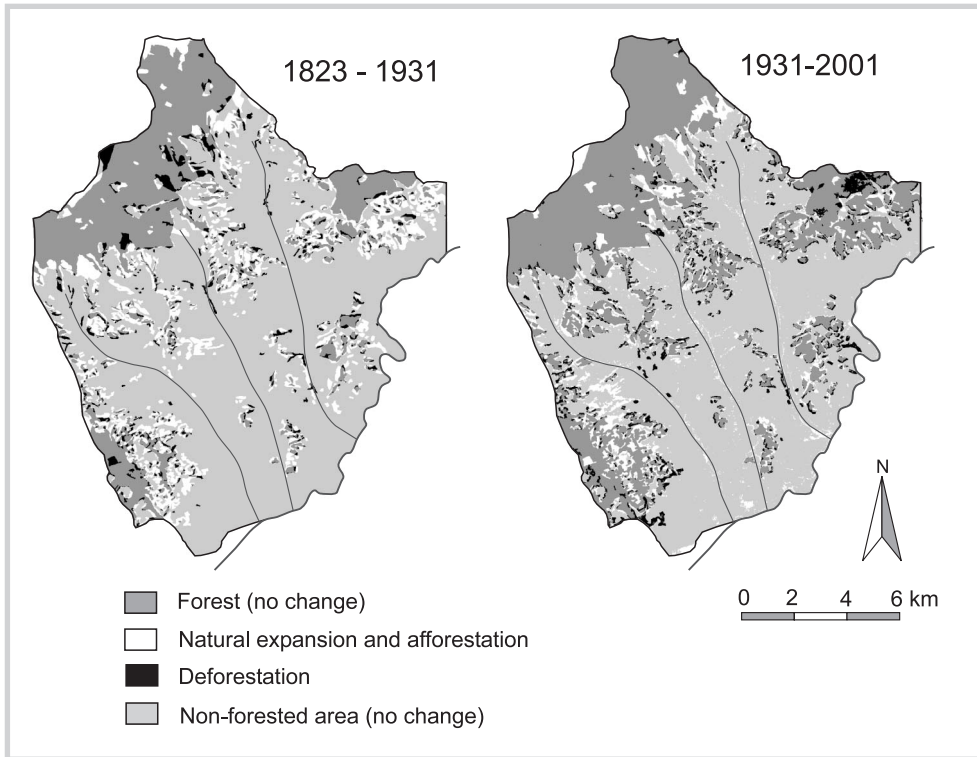 1823 - 1931
1931-2001
N
0 2 4 6 km
Forest (no change)
Natural expansion and afforestation
Deforestation
Non-forested area (no change)